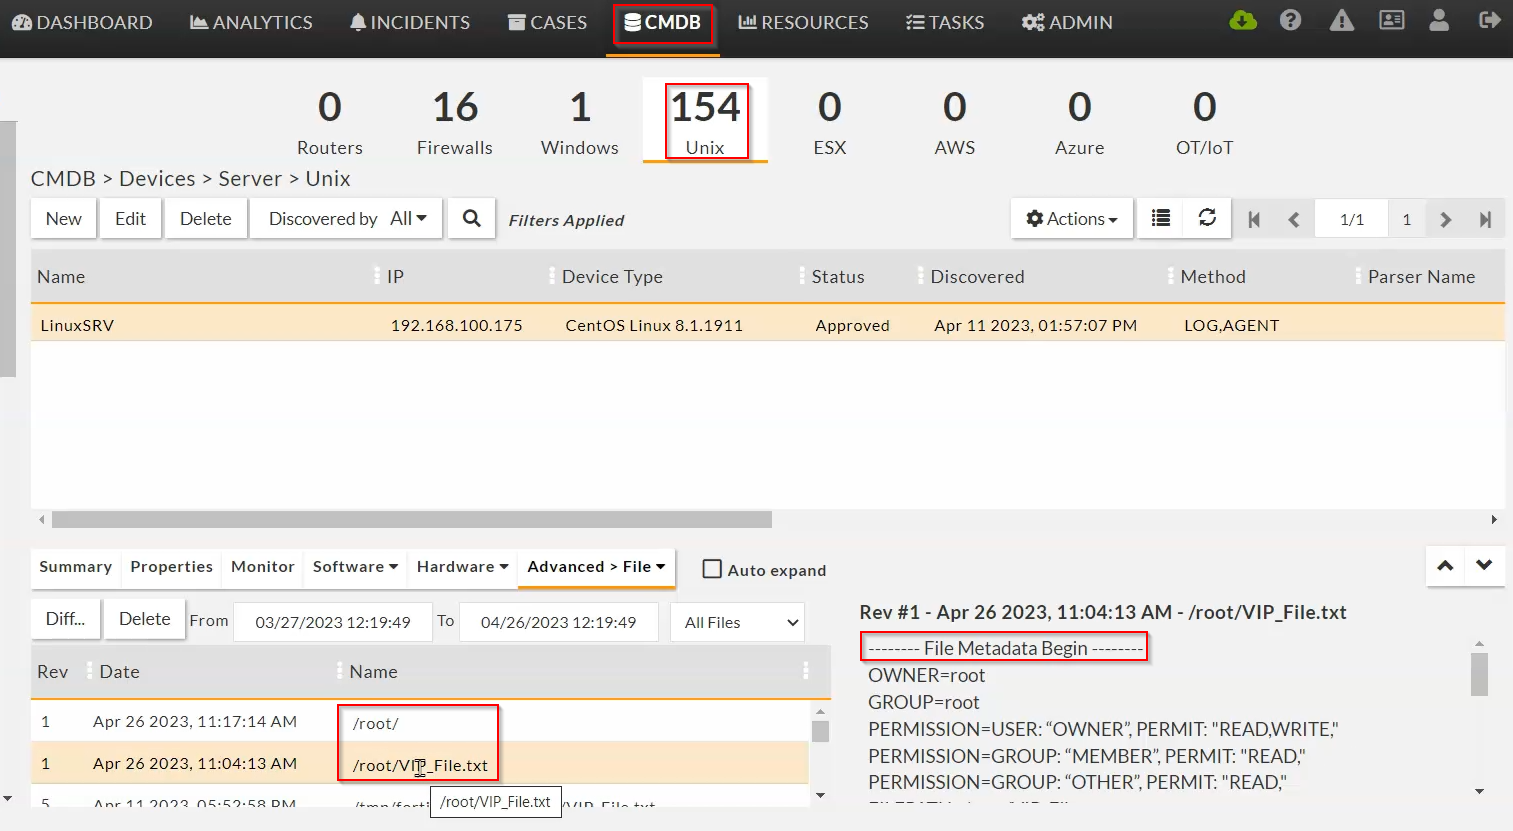 DASHBOARD ANALYTICS INCIDENTS CASES CMDB RESOURCES TASKS ADMIN
0 16 1 154 0 0 0 0
Routers Firewalls Windows Unix ESX AWS Azure OT/IoT
CMDB > Devices > Server > Unix
New Edit Delete Discovered by All Filters Applied Actions 1/1 1
Name IP Device Type Status Discovered Method Parser Name
LinuxSRV 192.168.100.175 CentOS Linux 8.1.1911 Approved Apr 11 2023, 01:57:07 PM LOG,AGENT
Summary Properties Monitor Software Hardware Advanced > File Auto expand
Diff... Delete From 03/27/2023 12:19:49 To 04/26/2023 12:19:49 All Files
Rev Date Name
1 Apr 26 2023, 11:17:14 AM /root/
1 Apr 26 2023, 11:04:13 AM /root/VIP_File.txt
5 Apr 11 2023, 05:52:58 PM
/root/VIP_File.txt
Rev #1 - Apr 26 2023, 11:04:13 AM - /root/VIP_File.txt
-------- File Metadata Begin --------
OWNER=root
GROUP=root
PERMISSION=USER: “OWNER”, PERMIT: "READ,WRITE,"
PERMISSION=GROUP: “MEMBER”, PERMIT: "READ,"
PERMISSION=GROUP: “OTHER”, PERMIT: "READ,"